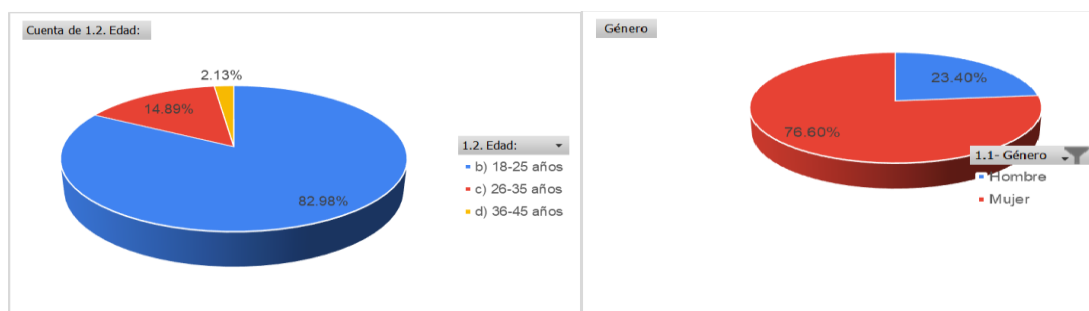 Cuenta de 1.2. Edad:
2.13%
14.89%
82.98%
1.2. Edad:
b) 18-25 años
c) 26-35 años
d) 36-45 años
Género
23.40%
76.60%
1.1- Género
Hombre
Mujer